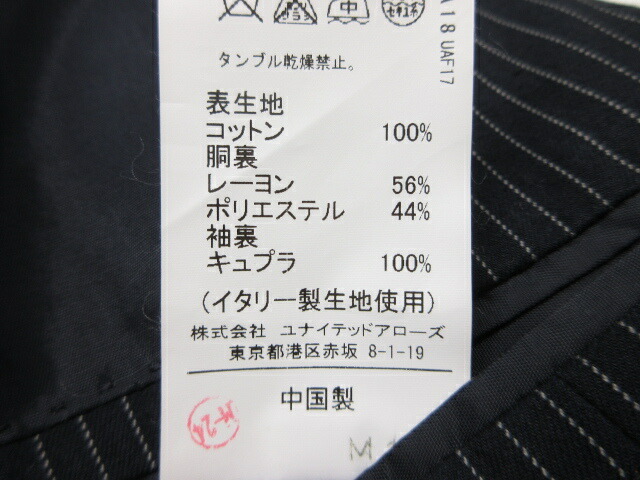 タンブル乾燥禁止。
表生地
コットン 100%
胴裏
レーヨン 56%
ポリエステル 44%
袖裏
キュプラ 100%
(イタリー製生地使用)
株式会社 ユナイテッドアローズ
東京都港区赤坂 8-1-19
中国製
M
A18 UAF17